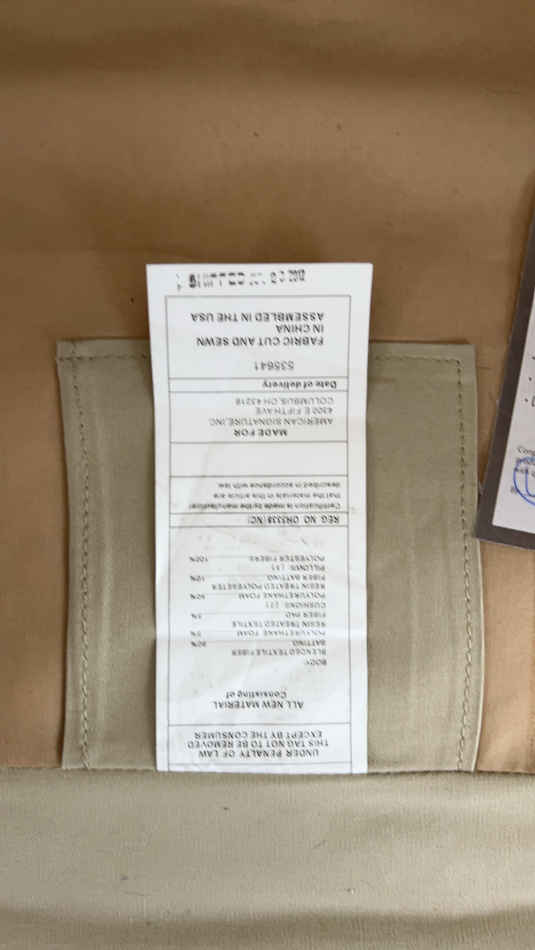 UNDER PENALTY OF LAW
THIS TAG NOT TO BE REMOVED
EXCEPT BY THE CONSUMER
ALL NEW MATERIAL
Consisting of
BODY:
BLENDED TEXTILE FIBER
BATTING 90%
POLYURETHANE FOAM 5%
RESIN TREATED TEXTILE
FIBER PAD 5%
CUSHIONS
POLYURETHANE FOAM
RESIN TREATED POLYESTER
FIBER BATTING
PILLOWS
POLYESTER FIBERS 100%
REG. NO.
Certification is made by the manufacturer
that the materials in this article are
described in accordance with law.
MADE FOR
AMERICAN SIGNATURE, INC
4300 E FIFTH AVE
COLUMBUS, OH 43219
Date of delivery
535641
FABRIC CUT AND SEWN
IN CHINA
ASSEMBLED IN THE USA